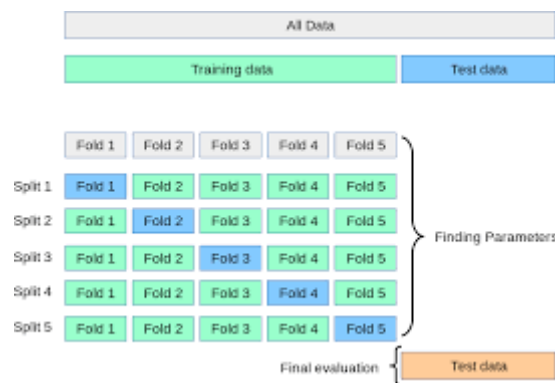 All Data
Training data Test data
Fold 1 Fold 2 Fold 3 Fold 4 Fold 5
Split 1 Fold 1 Fold 2 Fold 3 Fold 4 Fold 5
Split 2 Fold 1 Fold 2 Fold 3 Fold 4 Fold 5
Finding Parameters
Split 3 Fold 1 Fold 2 Fold 3 Fold 4 Fold 5
Split 4 Fold 1 Fold 2 Fold 3 Fold 4 Fold 5
Split 5 Fold 1 Fold 2 Fold 3 Fold 4 Fold 5
Final evaluation Test data